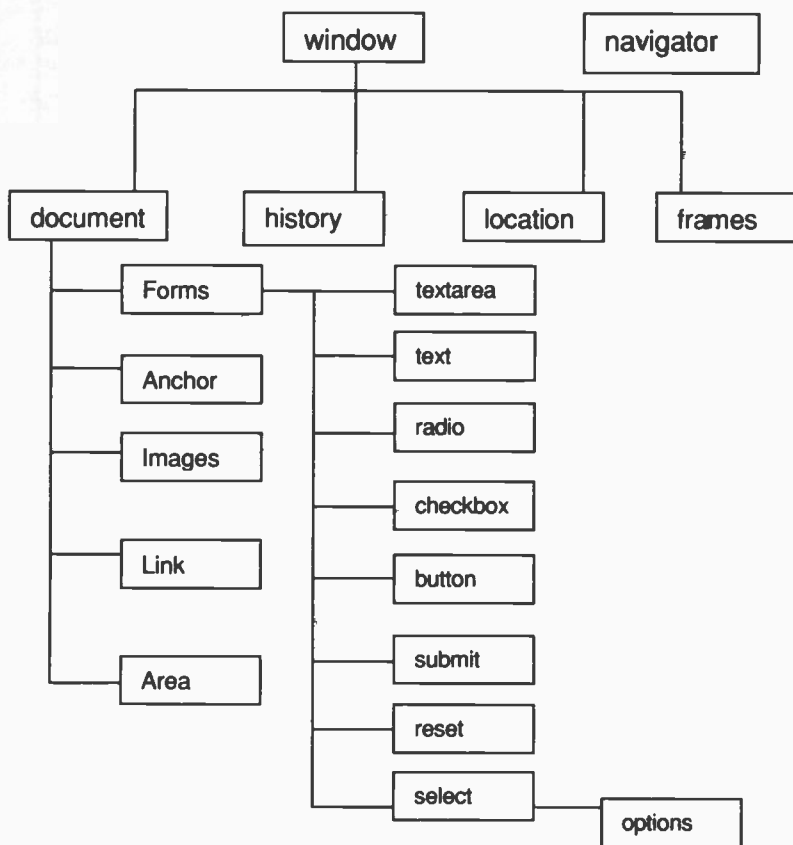 window
navigator
document
history
location
frames
Forms
textarea
Anchor
text
Images
radio
checkbox
Link
button
submit
Area
reset
select
options